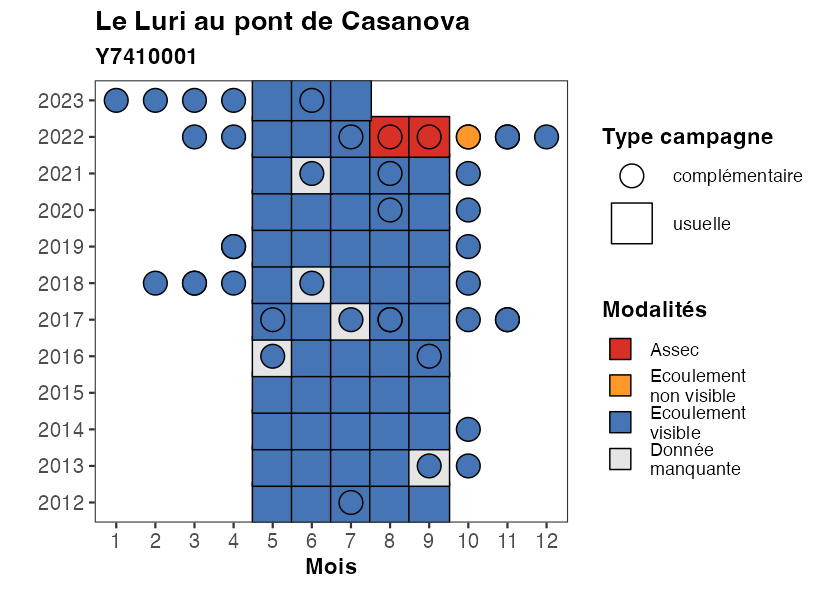 Le Luri au pont de Casanova
Y7410001
2023
2022
2021
2020
2019
2018
2017
2016
2015
2014
2013
2012
1 2 3 4 5 6 7 8 9 10 11 12
Mois
Type campagne
complémentaire
usuelle
Modalités
Assec
Ecoulement
non visible
Ecoulement
visible
Donnée
manquante